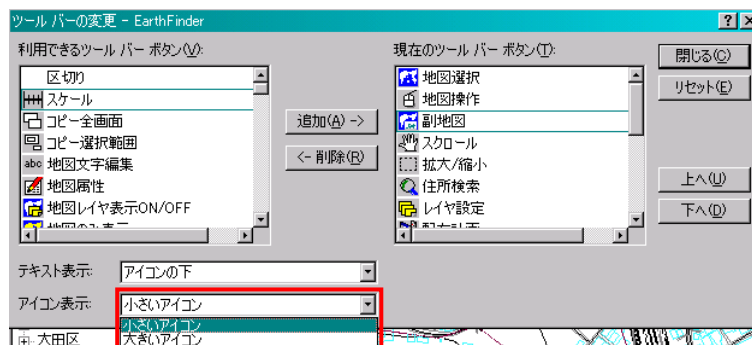 ツール バーの変更 - EarthFinder
利用できるツール バー ボタン(V):
区切り
スケール
コピー全画面
コピー選択範囲
abc 地図文字編集
地図属性
地図レイヤ表示ON/OFF
追加(A) ->
<- 削除(R)
現在のツール バー ボタン(T):
地図選択
地図操作
副地図
スクロール
拡大/縮小
住所検索
レイヤ設定
閉じる(C)
リセット(E)
上へ(U)
下へ(D)
テキスト表示:
アイコンの下
アイコン表示:
小さいアイコン
小さいアイコン
大きいアイコン
大田区